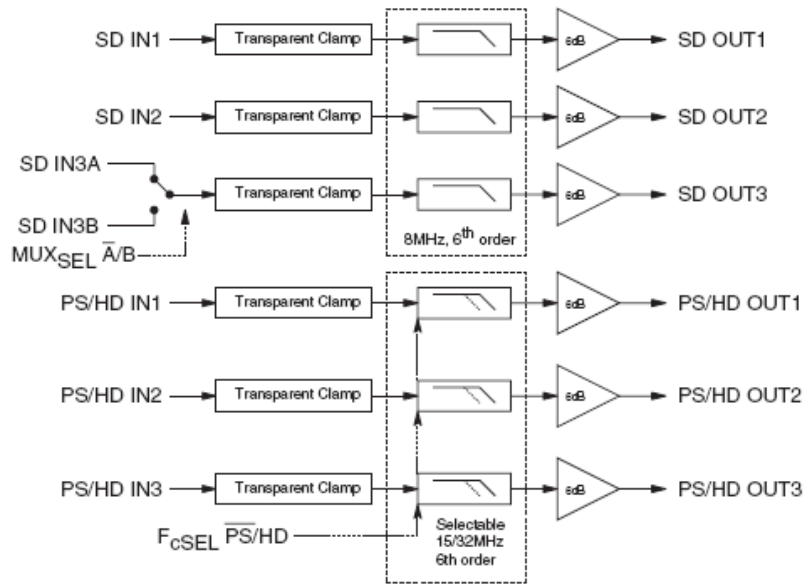 SD IN1 Transparent Clamp 6dB SD OUT1
SD IN2 Transparent Clamp 6dB SD OUT2
SD IN3A
Transparent Clamp 6dB SD OUT3
SD IN3B
8MHz, 6th order
MUXSEL A̅/B
PS/HD IN1 Transparent Clamp 6dB PS/HD OUT1
PS/HD IN2 Transparent Clamp 6dB PS/HD OUT2
PS/HD IN3 Transparent Clamp 6dB PS/HD OUT3
FcSEL P̅S̅/HD
Selectable
15/32MHz
6th order